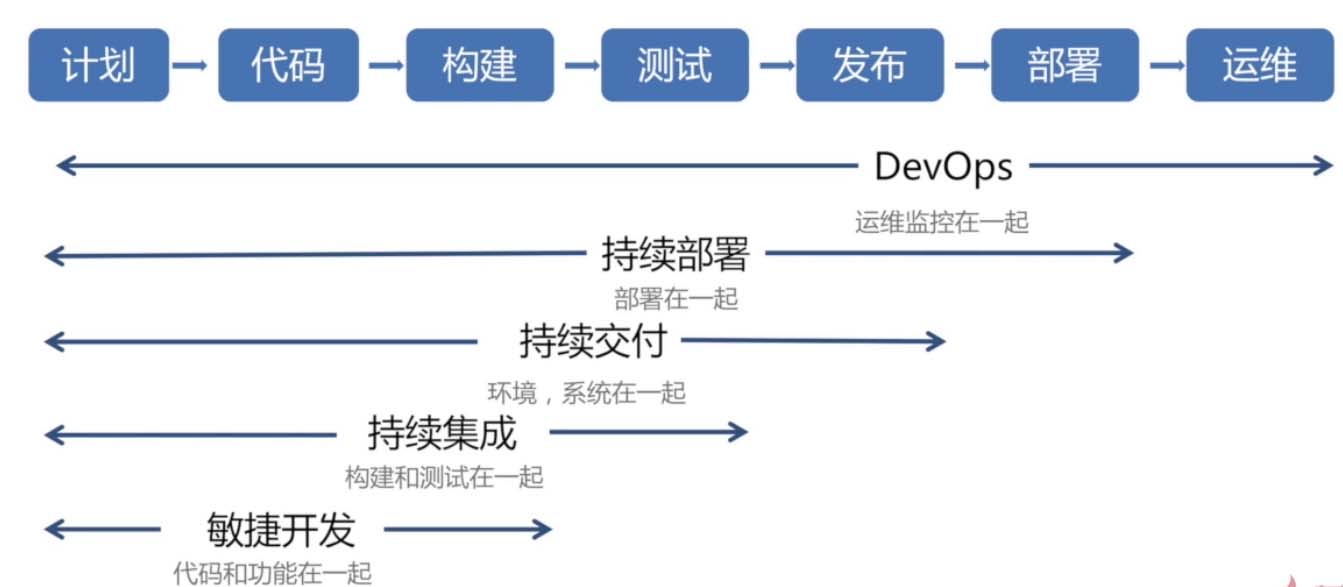 计划 代码 构建 测试 发布 部署 运维
DevOps
运维监控在一起
持续部署
部署在一起
持续交付
环境，系统在一起
持续集成
构建和测试在一起
敏捷开发
代码和功能在一起